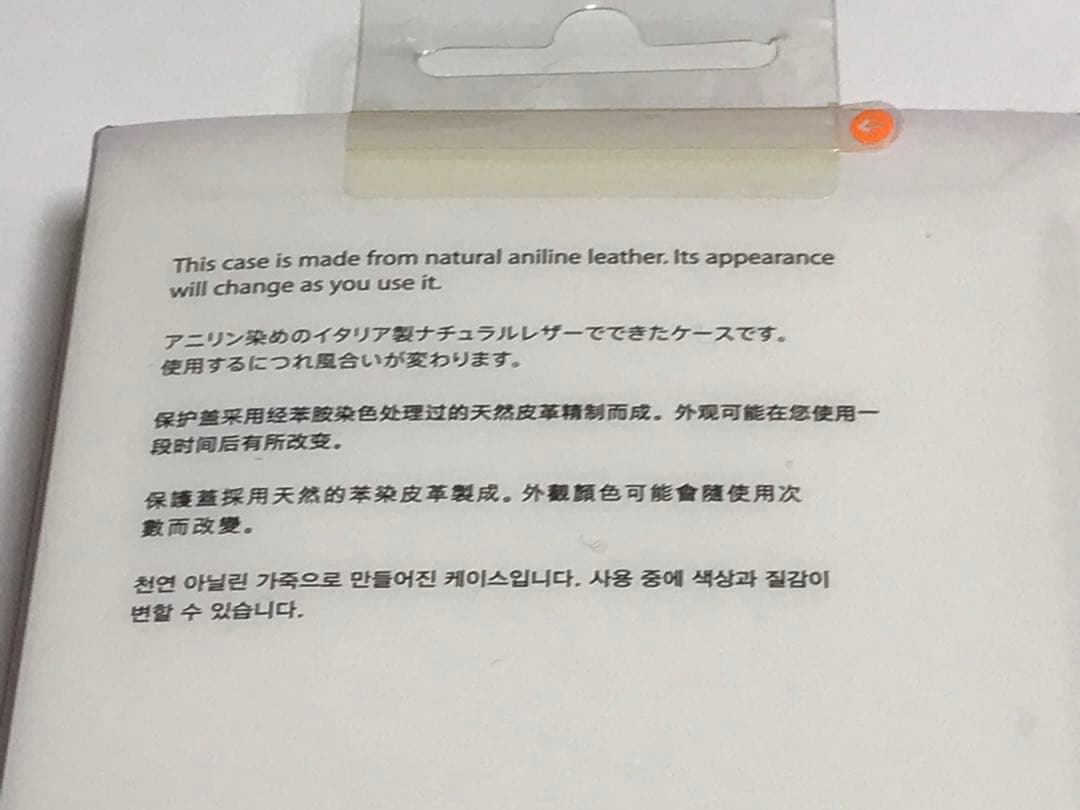 This case is made from natural aniline leather. Its appearance
will change as you use it.
アニリン染めのイタリア製ナチュラルレザーでできたケースです。
使用するにつれ風合いが変わります。
保护盖采用经苯胺染色处理过的天然皮革精制而成。外观可能在您使用一
段时间后有所改变。
保護蓋採用天然的苯染皮革製成。外觀顏色可能會隨使用次
數而改變。
천연 아닐린 가죽으로 만들어진 케이스입니다. 사용 중에 색상과 질감이
변할 수 있습니다.